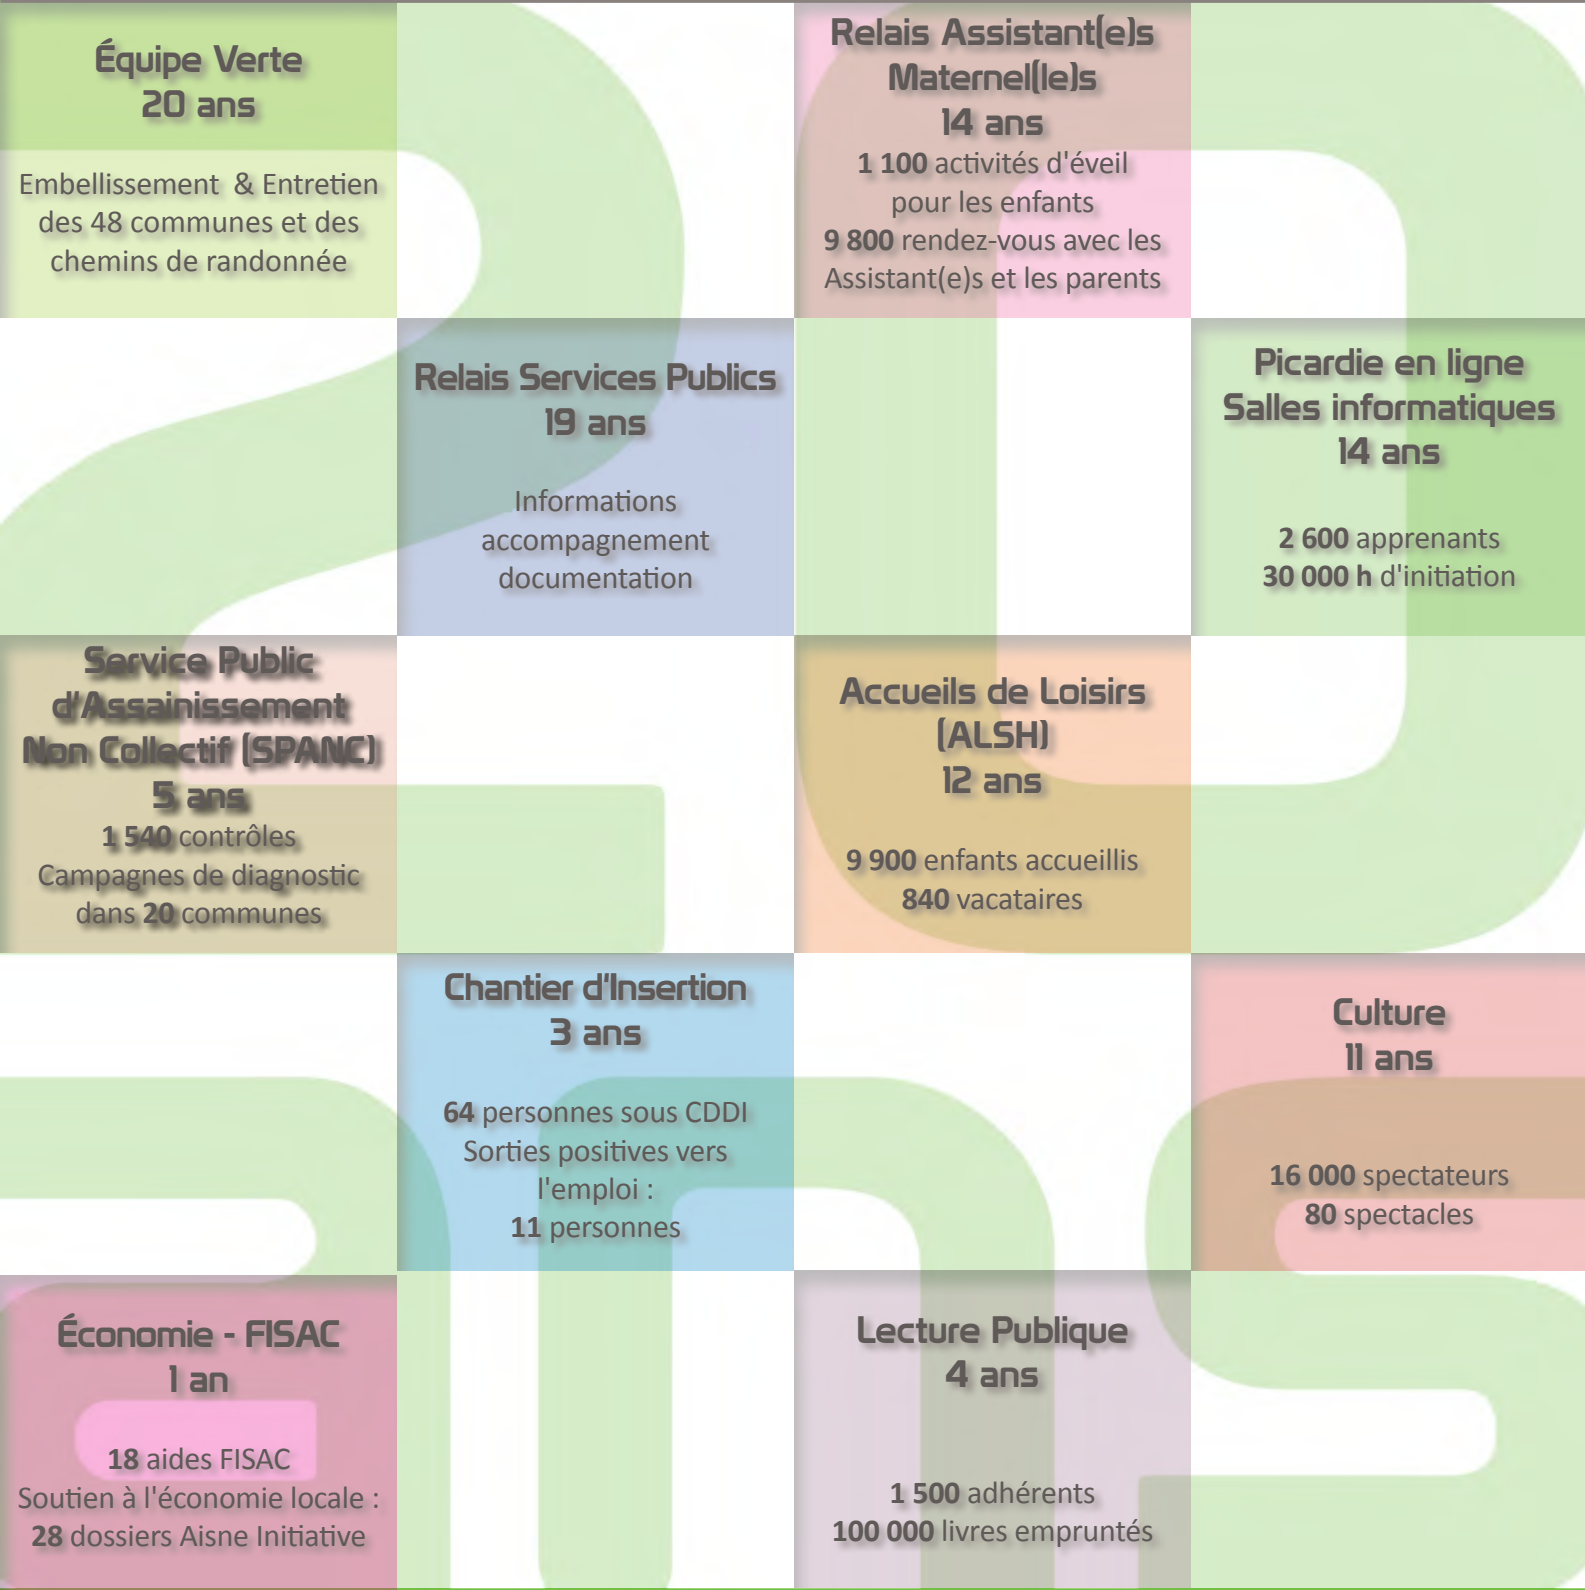 Équipe Verte
20 ans
Embellissement & Entretien
des 48 communes et des
chemins de randonnée
Relais Assistant(e)s
Maternel(le)s
14 ans
1 100 activités d'éveil
pour les enfants
9 800 rendez-vous avec les
Assistant(e)s et les parents
Relais Services Publics
19 ans
Informations
accompagnement
documentation
Picardie en ligne
Salles informatiques
14 ans
2 600 apprenants
30 000 h d'initiation
Service Public
d'Assainissement
Non Collectif (SPANC)
5 ans
1 540 contrôles
Campagnes de diagnostic
dans 20 communes
Accueils de Loisirs
(ALSH)
12 ans
9 900 enfants accueillis
840 vacataires
Chantier d'Insertion
3 ans
64 personnes sous CDDI
Sorties positives vers
l'emploi :
11 personnes
Culture
11 ans
16 000 spectateurs
80 spectacles
Économie - FISAC
1 an
18 aides FISAC
Soutien à l'économie locale :
28 dossiers Aisne Initiative
Lecture Publique
4 ans
1 500 adhérents
100 000 livres empruntés
20
ans